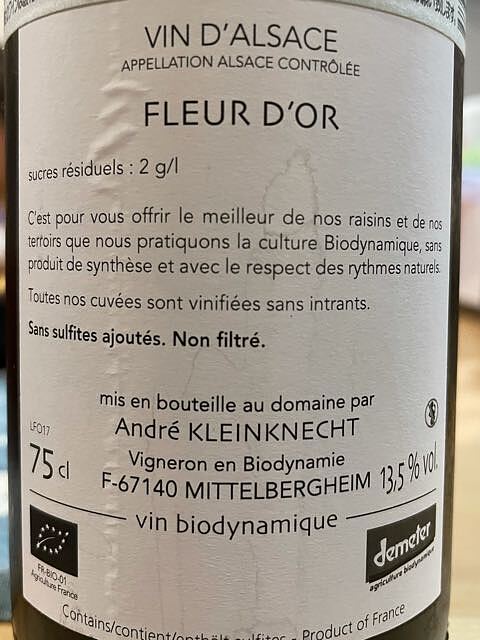 VIN D'ALSACE
APPELLATION ALSACE CONTRÔLÉE
FLEUR D'OR
sucres résiduels : 2 g/l
C'est pour vous offrir le meilleur de nos raisins et de nos
terroirs que nous pratiquons la culture Biodynamique, sans
produit de synthèse et avec le respect des rythmes naturels.
Toutes nos cuvées sont vinifiées sans intrants.
Sans sulfites ajoutés. Non filtré.
mis en bouteille au domaine par
André KLEINKNECHT
LFO17
75 cl
Vigneron en Biodynamie
F-67140 MITTELBERGHEIM
13,5 % vol.
vin biodynamique
FR-BIO-01
Agriculture France
demeter
agriculture biodynamique
Contains/contient/enthält sulfites - Product of France